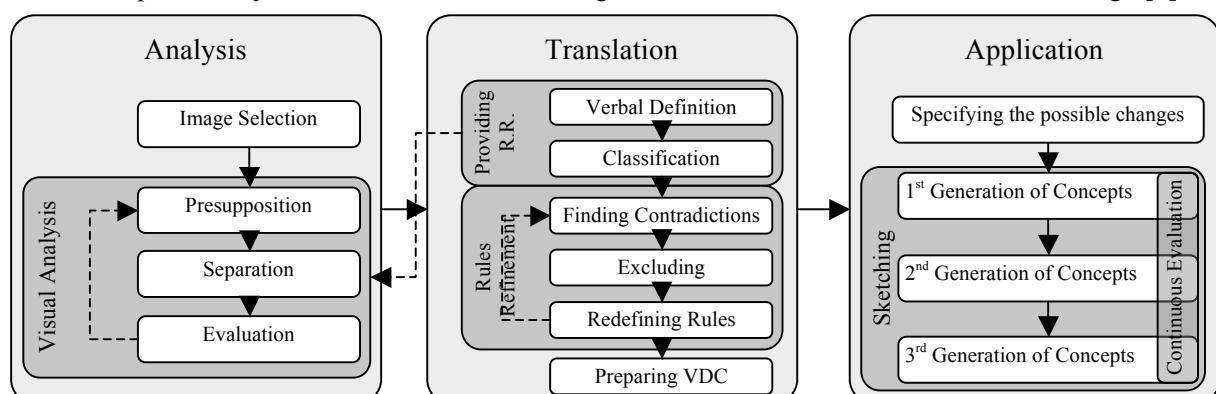 Analysis
Image Selection
Visual Analysis
Presupposition
Separation
Evaluation
Translation
Providing
R.R.
Verbal Definition
Classification
Rules
Refinement
Finding Contradictions
Excluding
Redefining Rules
Preparing VDC
Application
Specifying the possible changes
Sketching
1st Generation of Concepts
2nd Generation of Concepts
3rd Generation of Concepts
Continuous Evaluation